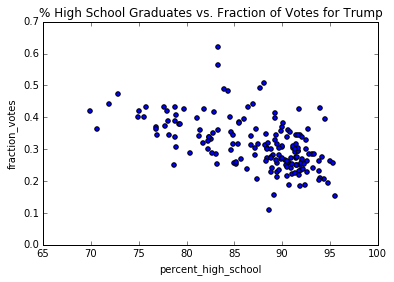 % High School Graduates vs. Fraction of Votes for Trump
0.7
0.6
0.5
0.4
0.3
0.2
0.1
0.0
fraction_votes
65 70 75 80 85 90 95 100
percent_high_school